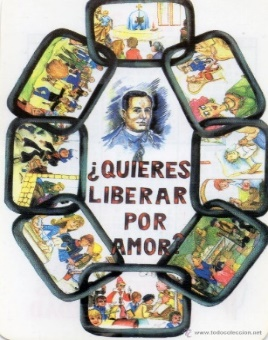 ¿QUIERES
LIBERAR
POR
AMOR?
© www.todocoleccion.net